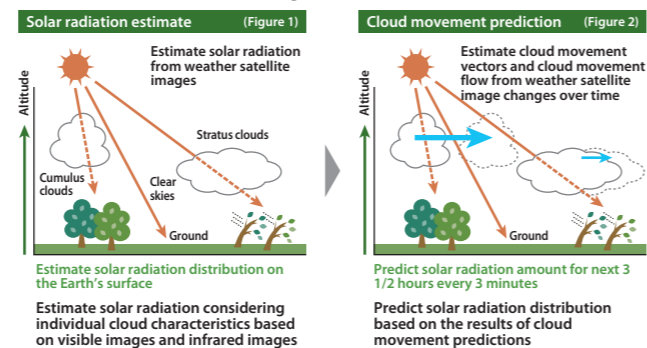 Solar radiation estimate (Figure 1)
Estimate solar radiation
from weather satellite
images
Altitude
Stratus clouds
Cumulus
clouds
Clear
skies
Ground
Estimate solar radiation distribution on
the Earth's surface
Estimate solar radiation considering
individual cloud characteristics based
on visible images and infrared images
Cloud movement prediction (Figure 2)
Estimate cloud movement
vectors and cloud movement
flow from weather satellite
image changes over time
Altitude
Ground
Predict solar radiation amount for next 3
1/2 hours every 3 minutes
Predict solar radiation distribution
based on the results of cloud
movement predictions